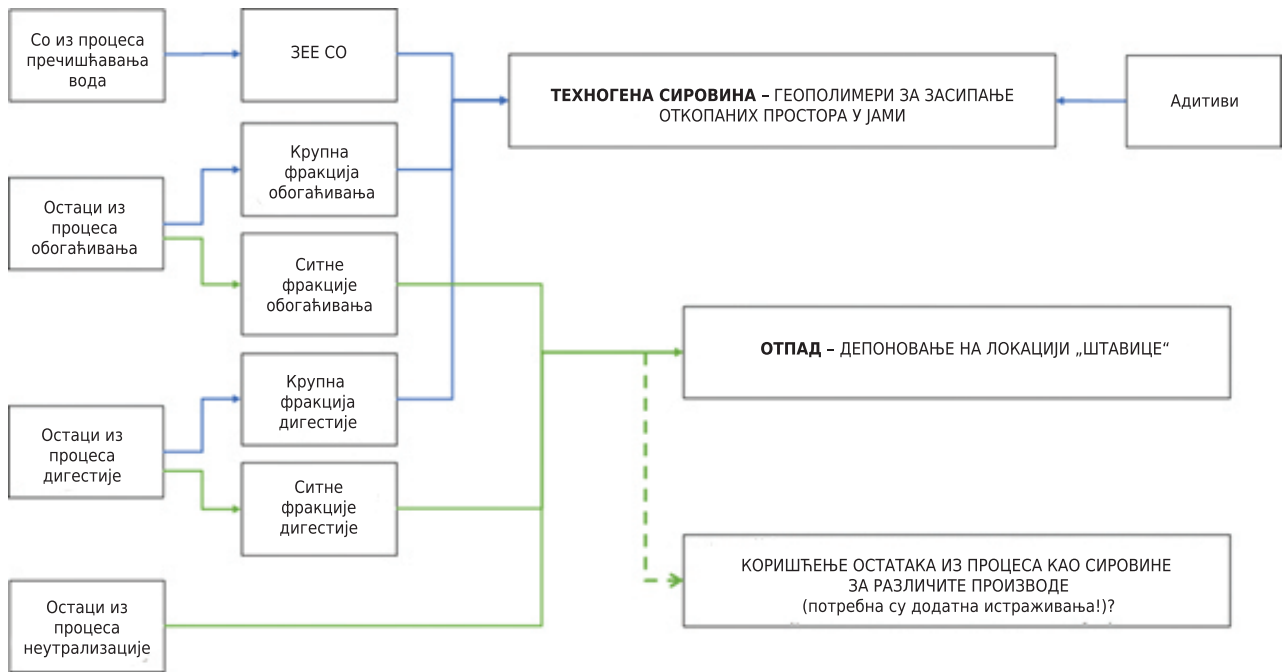 Со из процеса
пречишћавања
вода
ЗЕЕ СО
ТЕХНОГЕНА СИРОВИНА – ГЕОПОЛИМЕРИ ЗА ЗАСИПАЊЕ
ОТКОПАНИХ ПРОСТОРА У ЈАМИ
Адитиви
Крупна
фракција
обогаћивања
Остаци из
процеса
обогаћивања
Ситне
фракције
обогаћивања
ОТПАД – ДЕПОНОВАЊЕ НА ЛОКАЦИЈИ „ШТАВИЦЕ“
Крупна
фракција
дигестије
Остаци из
процеса
дигестије
Ситне
фракције
дигестије
КОРИШЋЕЊЕ ОСТАТАКА ИЗ ПРОЦЕСА КАО СИРОВИНЕ
ЗА РАЗЛИЧИТЕ ПРОИЗВОДЕ
(потребна су додатна истраживања!)?
Остаци из
процеса
неутрализације